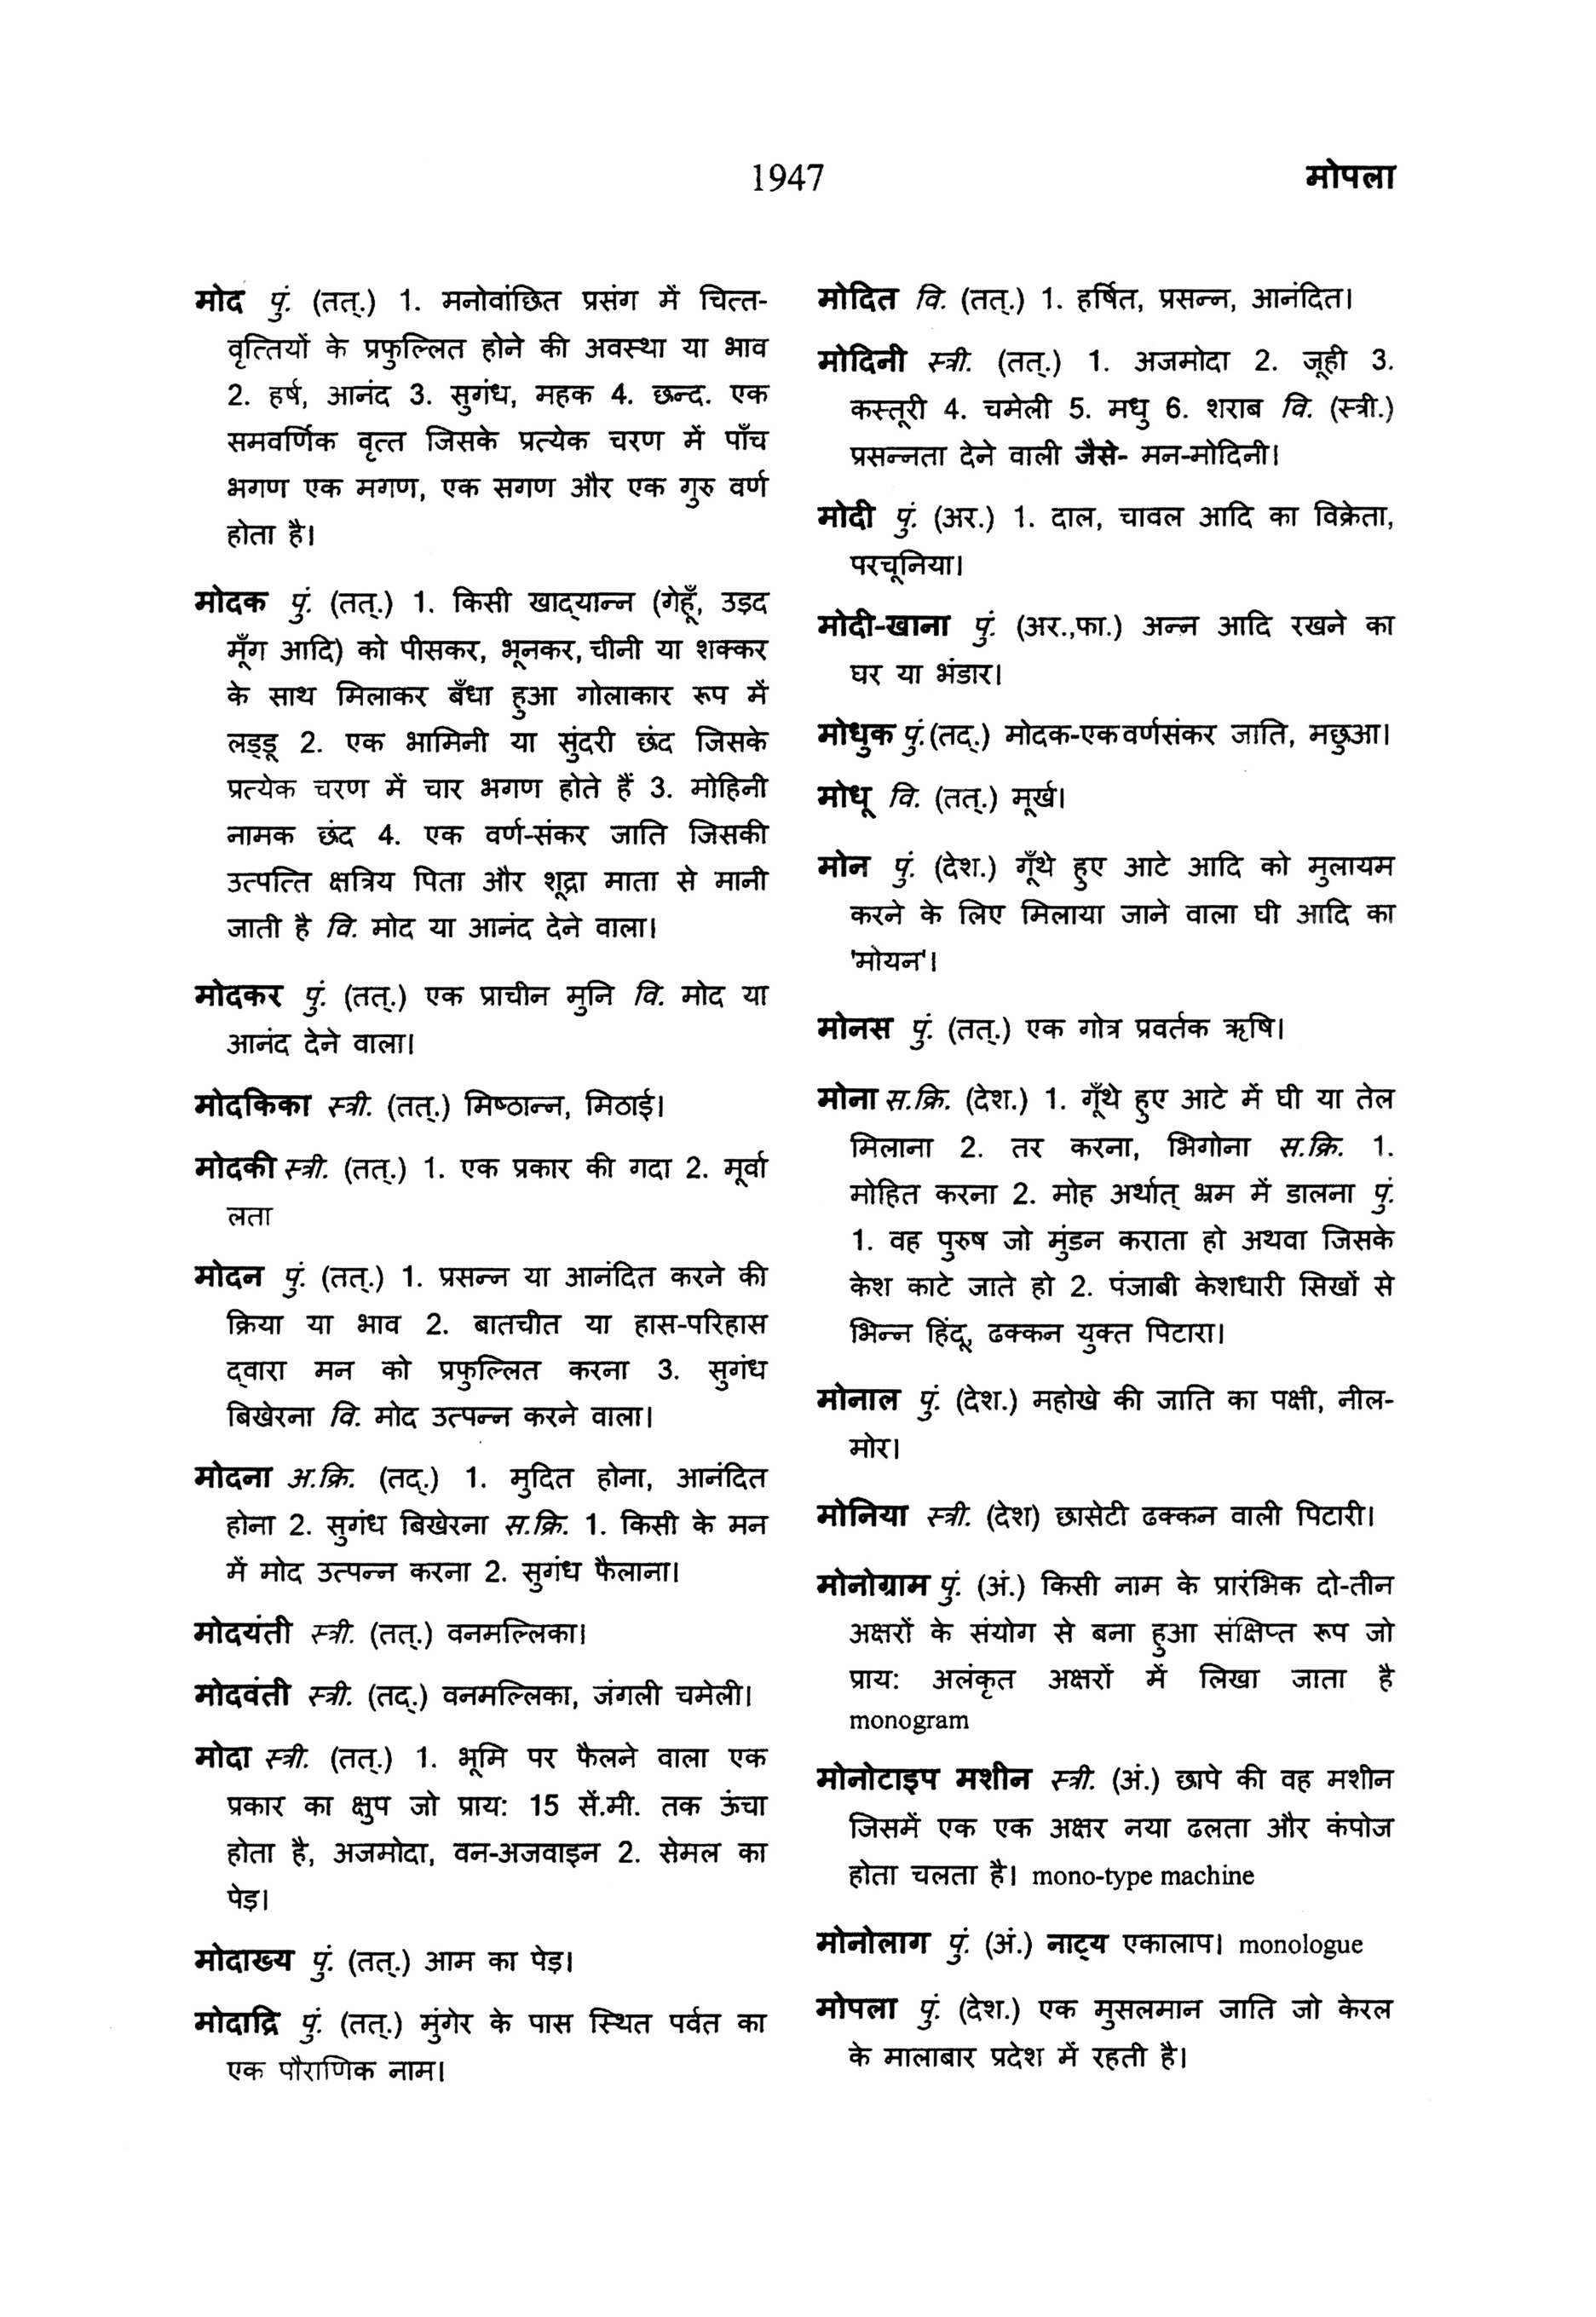 1947
मोपला
मोद पुं. (तत्.) 1. मनोवांछित प्रसंग में चित्त-
वृत्तियों के प्रफुल्लित होने की अवस्था या भाव
2. हर्ष, आनंद 3. सुगंध, महक 4. छन्द. एक
समवर्णिक वृत्त जिसके प्रत्येक चरण में पाँच
भगण एक मगण, एक सगण और एक गुरु वर्ण
होता है।
मोदक पुं. (तत्.) 1. किसी खाद्यान्न (गेहूँ, उड़द
मूँग आदि) को पीसकर, भूनकर, चीनी या शक्कर
के साथ मिलाकर बँधा हुआ गोलाकार रूप में
लड्डू 2. एक भामिनी या सुंदरी छंद जिसके
प्रत्येक चरण में चार भगण होते हैं 3. मोहिनी
नामक छंद 4. एक वर्ण-संकर जाति जिसकी
उत्पत्ति क्षत्रिय पिता और शूद्रा माता से मानी
जाती है वि. मोद या आनंद देने वाला।
मोदकर पुं. (तत्.) एक प्राचीन मुनि वि. मोद या
आनंद देने वाला।
मोदकिका स्त्री. (तत्.) मिष्ठान्न, मिठाई।
मोदकी स्त्री. (तत्.) 1. एक प्रकार की गदा 2. मूर्वा
लता
मोदन पुं. (तत्.) 1. प्रसन्न या आनंदित करने की
क्रिया या भाव 2. बातचीत या हास-परिहास
द्वारा मन को प्रफुल्लित करना 3. सुगंध
बिखेरना वि. मोद उत्पन्न करने वाला।
मोदना अ.क्रि. (तद्.) 1. मुदित होना, आनंदित
होना 2. सुगंध बिखेरना स.क्रि. 1. किसी के मन
में मोद उत्पन्न करना 2. सुगंध फैलाना।
मोदयंती स्त्री. (तत्.) वनमल्लिका।
मोदवंती स्त्री. (तद्.) वनमल्लिका, जंगली चमेली।
मोदा स्त्री. (तत्.) 1. भूमि पर फैलने वाला एक
प्रकार का क्षुप जो प्राय: 15 सें.मी. तक ऊंचा
होता है, अजमोदा, वन-अजवाइन 2. सेमल का
पेड़।
मोदाख्य पुं. (तत्.) आम का पेड़।
मोदाद्रि पुं. (तत्.) मुंगेर के पास स्थित पर्वत का
एक पौराणिक नाम।
मोदित वि. (तत्.) 1. हर्षित, प्रसन्न, आनंदित।
मोदिनी स्त्री. (तत्.) 1. अजमोदा 2. जूही 3.
कस्तूरी 4. चमेली 5. मधु 6. शराब वि. (स्त्री.)
प्रसन्नता देने वाली जैसे- मन-मोदिनी।
मोदी पुं. (अर.) 1. दाल, चावल आदि का विक्रेता,
परचूनिया।
मोदी-खाना पुं. (अर.,फा.) अन्न आदि रखने का
घर या भंडार।
मोधुक पुं.(तद्.) मोदक-एक वर्णसंकर जाति, मछुआ।
मोधू वि. (तत्.) मूर्ख।
मोन पुं. (देश.) गूँथे हुए आटे आदि को मुलायम
करने के लिए मिलाया जाने वाला घी आदि का
'मोयन'।
मोनस पुं. (तत्.) एक गोत्र प्रवर्तक ऋषि।
मोना स.क्रि. (देश.) 1. गूँथे हुए आटे में घी या तेल
मिलाना 2. तर करना, भिगोना स.क्रि. 1.
मोहित करना 2. मोह अर्थात् भ्रम में डालना पुं.
1. वह पुरुष जो मुंडन कराता हो अथवा जिसके
केश काटे जाते हो 2. पंजाबी केशधारी सिखों से
भिन्न हिंदू, ढक्कन युक्त पिटारा।
मोनाल पुं. (देश.) महोखे की जाति का पक्षी, नील-
मोर।
मोनिया स्त्री. (देश) छासेटी ढक्कन वाली पिटारी।
मोनोग्राम पुं. (अं.) किसी नाम के प्रारंभिक दो-तीन
अक्षरों के संयोग से बना हुआ संक्षिप्त रूप जो
प्राय: अलंकृत अक्षरों में लिखा जाता है
monogram
मोनोटाइप मशीन स्त्री. (अं.) छापे की वह मशीन
जिसमें एक एक अक्षर नया ढलता और कंपोज
होता चलता है। mono-type machine
मोनोलाग पुं. (अं.) नाट्य एकालाप। monologue
मोपला पुं. (देश.) एक मुसलमान जाति जो केरल
के मालाबार प्रदेश में रहती है।